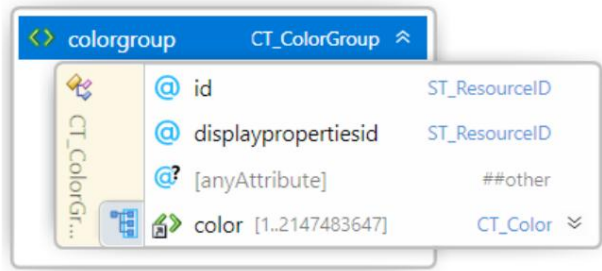 colorgroup CT_ColorGroup
id ST_ResourceID
displaypropertiesid ST_ResourceID
[anyAttribute] ##other
color [1..2147483647] CT_Color
CT_ColorGr...